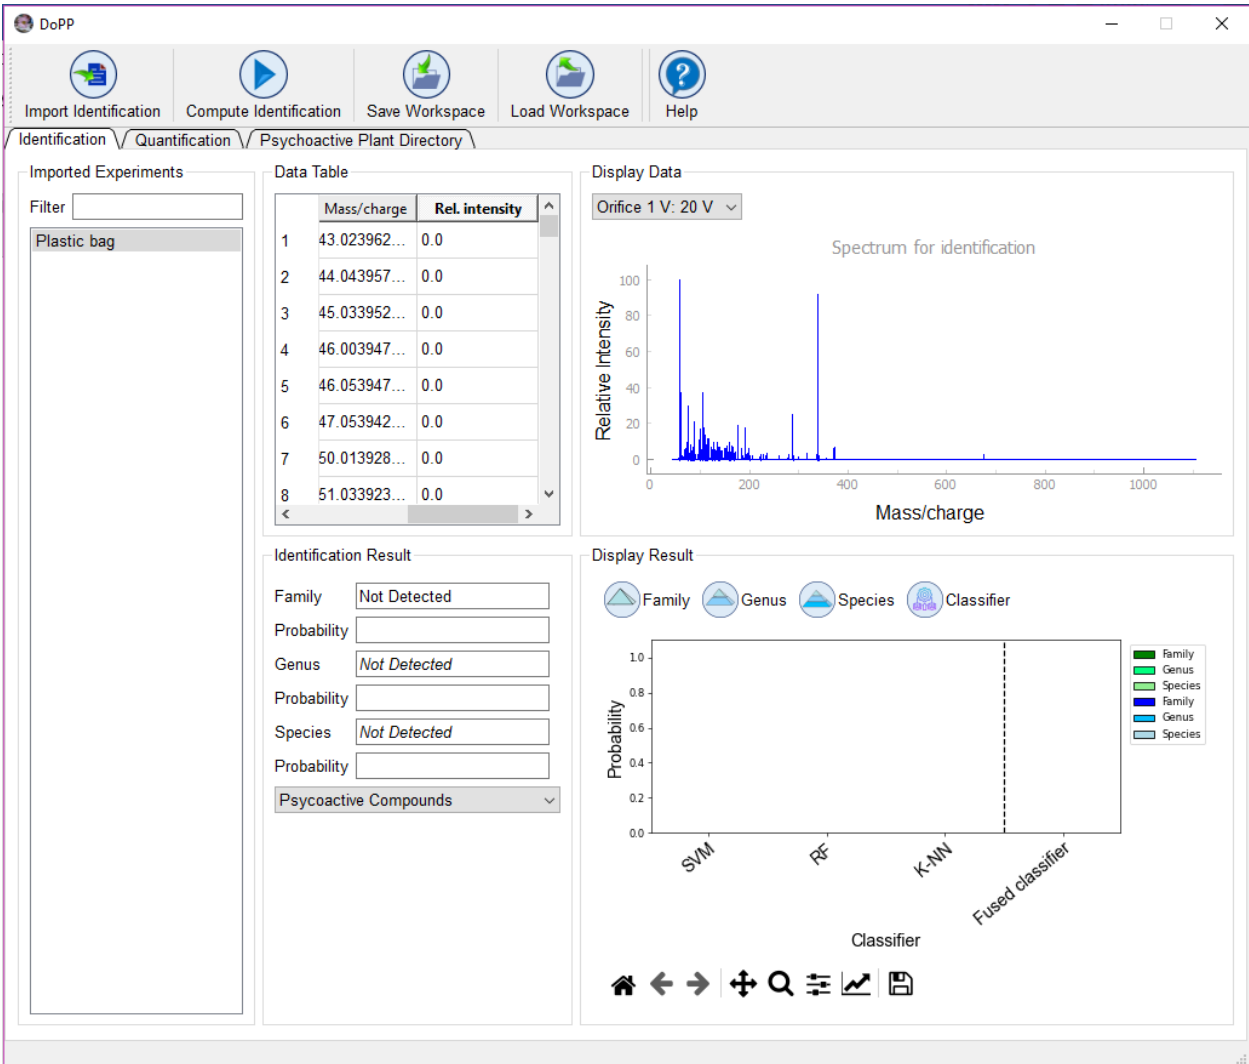 DoPP
Import Identification Compute Identification Save Workspace Load Workspace Help
Identification Quantification Psychoactive Plant Directory
Imported Experiments
Filter
Plastic bag
Data Table
Mass/charge Rel. intensity
1 43.023962... 0.0
2 44.043957... 0.0
3 45.033952... 0.0
4 46.003947... 0.0
5 46.053947... 0.0
6 47.053942... 0.0
7 50.013928... 0.0
8 51.033923... 0.0
Display Data
Orifice 1 V: 20 V
Spectrum for identification
Relative Intensity
100
80
60
40
20
0
0 200 400 600 800 1000
Mass/charge
Identification Result
Family Not Detected
Probability
Genus Not Detected
Probability
Species Not Detected
Probability
Psycoactive Compounds
Display Result
Family Genus Species Classifier
Probability
1.0
0.8
0.6
0.4
0.2
0.0
SVM RF K-NN Fused classifier
Classifier
Family
Genus
Species
Family
Genus
Species